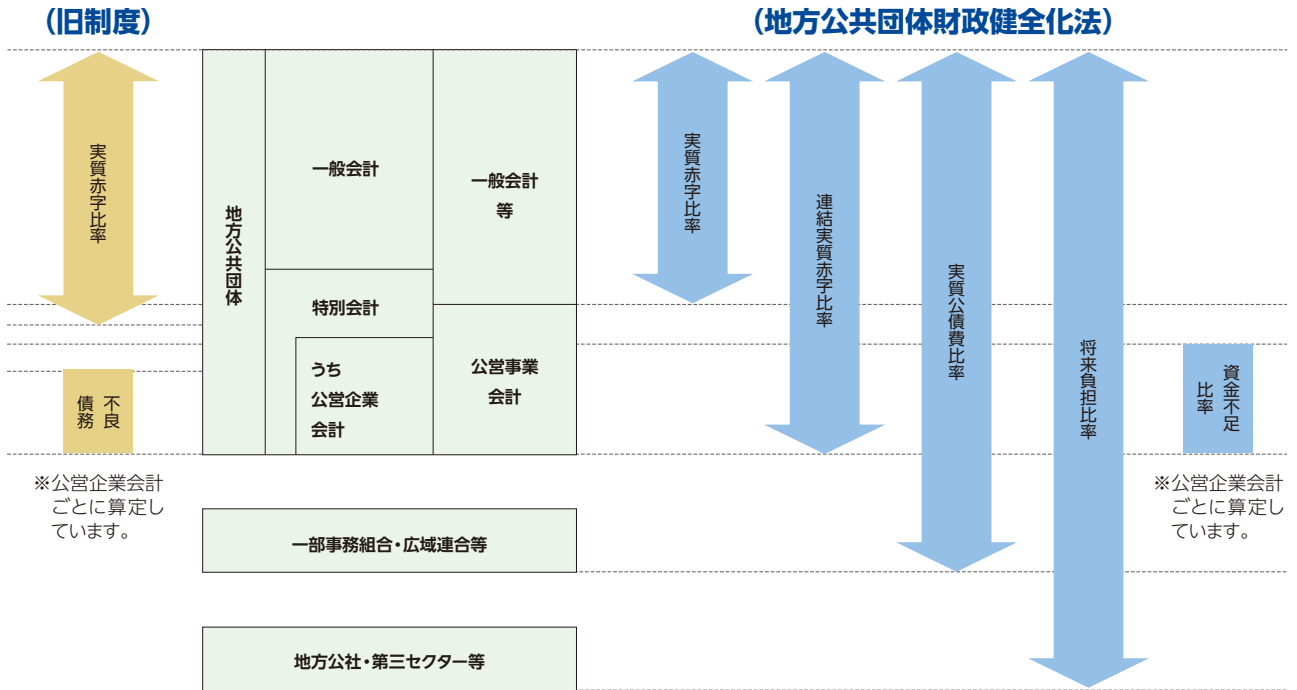 (旧制度)
(地方公共団体財政健全化法)
実質赤字比率
不良
債務
※公営企業会計
ごとに算定し
ています。
地方公共団体
一般会計
特別会計
うち
公営企業
会計
一般会計
等
公営事業
会計
一部事務組合・広域連合等
地方公社・第三セクター等
実質赤字比率
連結実質赤字比率
実質公債費比率
将来負担比率
資金不足
比率
※公営企業会計
ごとに算定し
ています。